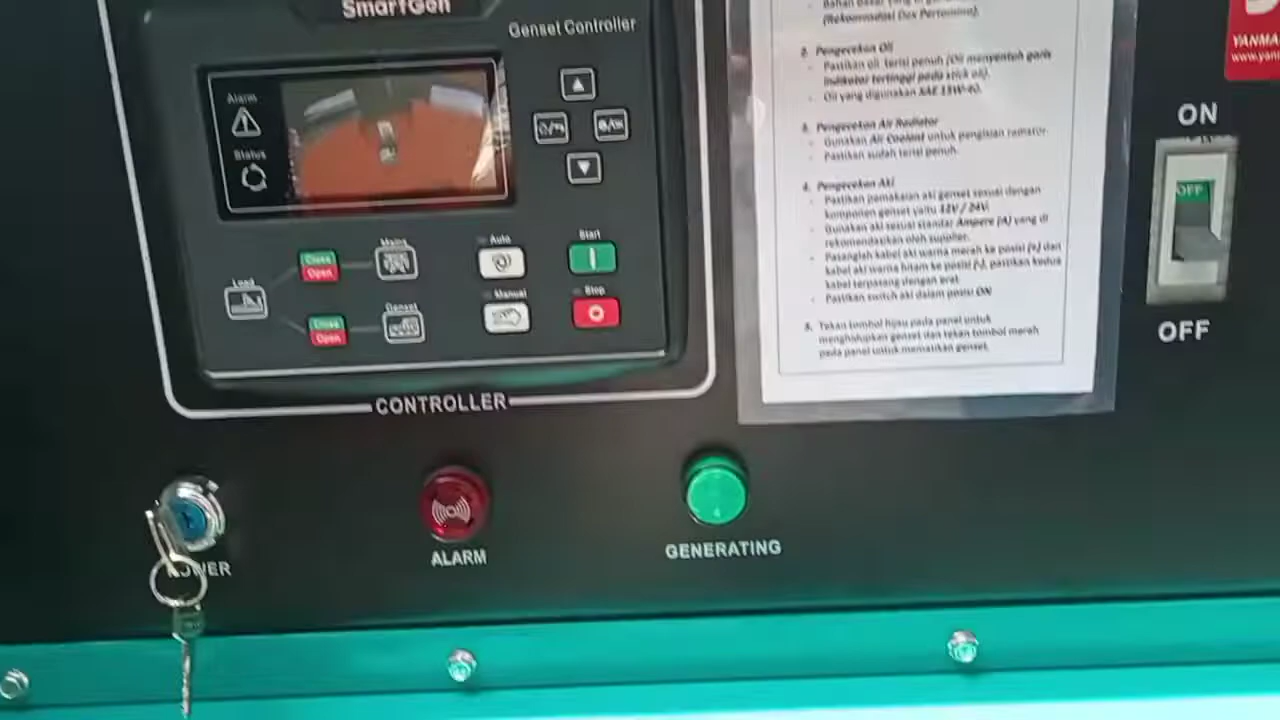 SmartGen
Genset Controller
Alarm
Status
Mains
Auto
Start
Close
Open
Load
Manual
Stop
Genset
Close
Open
CONTROLLER
(Rekomendasi Dex Pertamina).
2. Pengecekan Oli
- Pastikan oli terisi penuh (Oli menyentuh garis
indikator tertinggi pada stick oli).
- Oli yang digunakan SAE 15W-40.
3. Pengecekan Air Radiator
- Gunakan Air Coolant untuk pengisian radiator.
- Pastikan sudah terisi penuh.
4. Pengecekan Aki
- Pastikan pemakaian aki genset sesuai dengan
komponen genset yaitu 12V / 24V.
- Gunakan aki sesuai standar Ampere (A) yang di
rekomendasikan oleh supplier.
- Pasanglah kabel aki warna merah ke posisi (+) dan
kabel aki warna hitam ke posisi (-), pastikan kedua
kabel terpasang dengan erat
- Pastikan switch aki dalam posisi ON
5. Tekan tombol hijau pada panel untuk
menghidupkan genset dan tekan tombol merah
pada panel untuk mematikan genset.
YANMA
www.yan
ON
OFF
OFF
POWER
ALARM
GENERATING